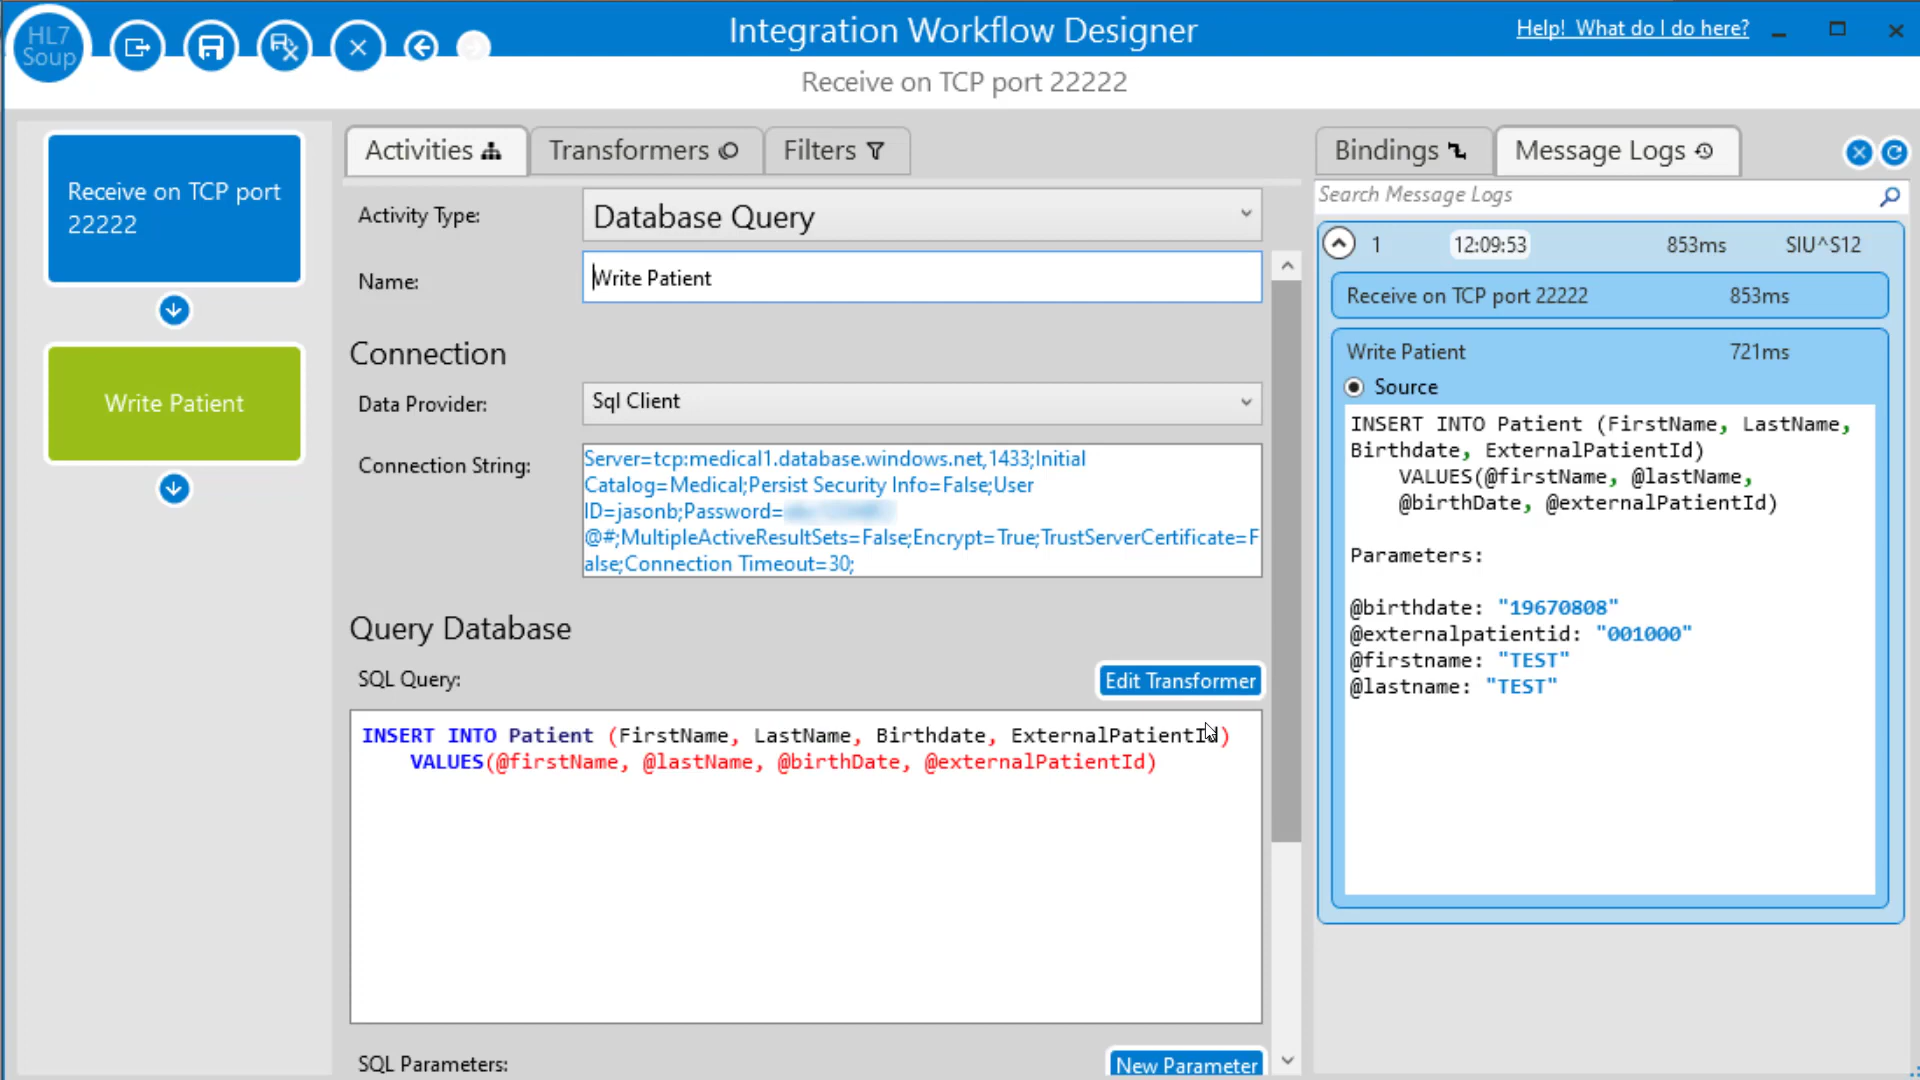 HL7
Soup
Integration Workflow Designer
Help!  What do I do here?
Receive on TCP port 22222
Receive on TCP port
22222
Write Patient
Activities
Transformers
Filters
Activity Type:
Database Query
Name:
Write Patient
Connection
Data Provider:
Sql Client
Connection String:
Server=tcp:medical1.database.windows.net,1433;Initial
Catalog=Medical;Persist Security Info=False;User
ID=jasonb;Password=
@#;MultipleActiveResultSets=False;Encrypt=True;TrustServerCertificate=F
alse;Connection Timeout=30;
Query Database
SQL Query:
Edit Transformer
INSERT INTO Patient (FirstName, LastName, Birthdate, ExternalPatientId)
VALUES(@firstName, @lastName, @birthDate, @externalPatientId)
SQL Parameters:
New Parameter
Bindings
Message Logs
Search Message Logs
1 12:09:53 853ms SIU^S12
Receive on TCP port 22222 853ms
Write Patient 721ms
Source
INSERT INTO Patient (FirstName, LastName,
Birthdate, ExternalPatientId)
VALUES(@firstName, @lastName,
@birthDate, @externalPatientId)
Parameters:
@birthdate: "19670808"
@externalpatientid: "001000"
@firstname: "TEST"
@lastname: "TEST"